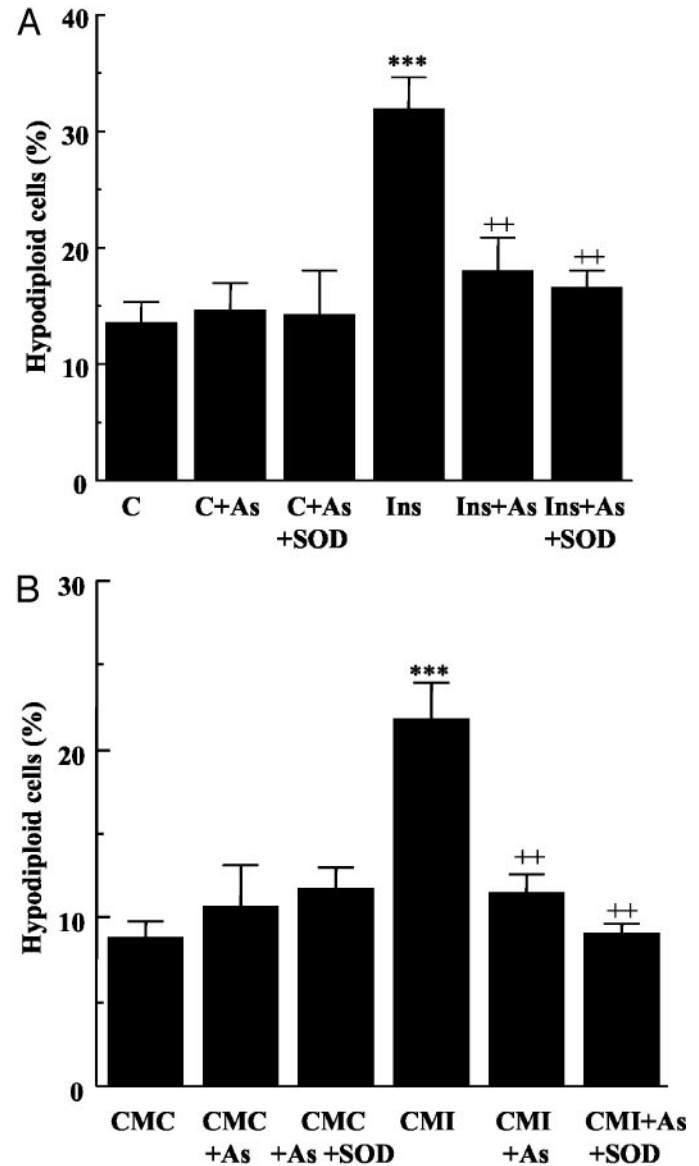 A
Hypodiploid cells (%)
40
30
20
10
0
***
++
++
C
C+As
C+As
+SOD
Ins
Ins+As
Ins+As
+SOD
B
Hypodiploid cells (%)
30
20
10
0
***
++
++
CMC
CMC
+As
CMC
+As +SOD
CMI
CMI
+As
CMI+As
+SOD